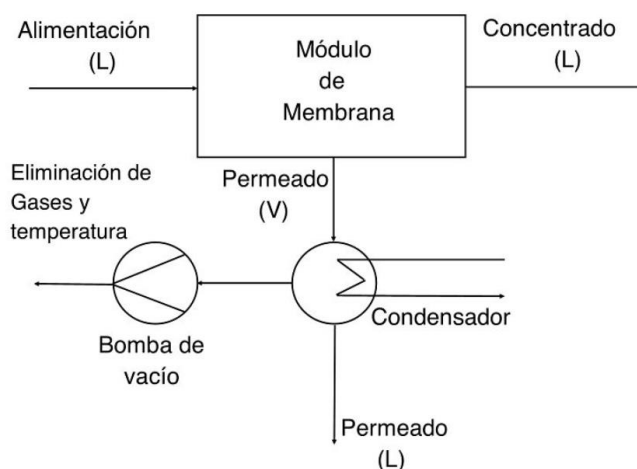 Alimentación
(L)
Módulo
de
Membrana
Concentrado
(L)
Permeado
(V)
Eliminación de
Gases y
temperatura
Bomba de
vacío
Condensador
Permeado
(L)